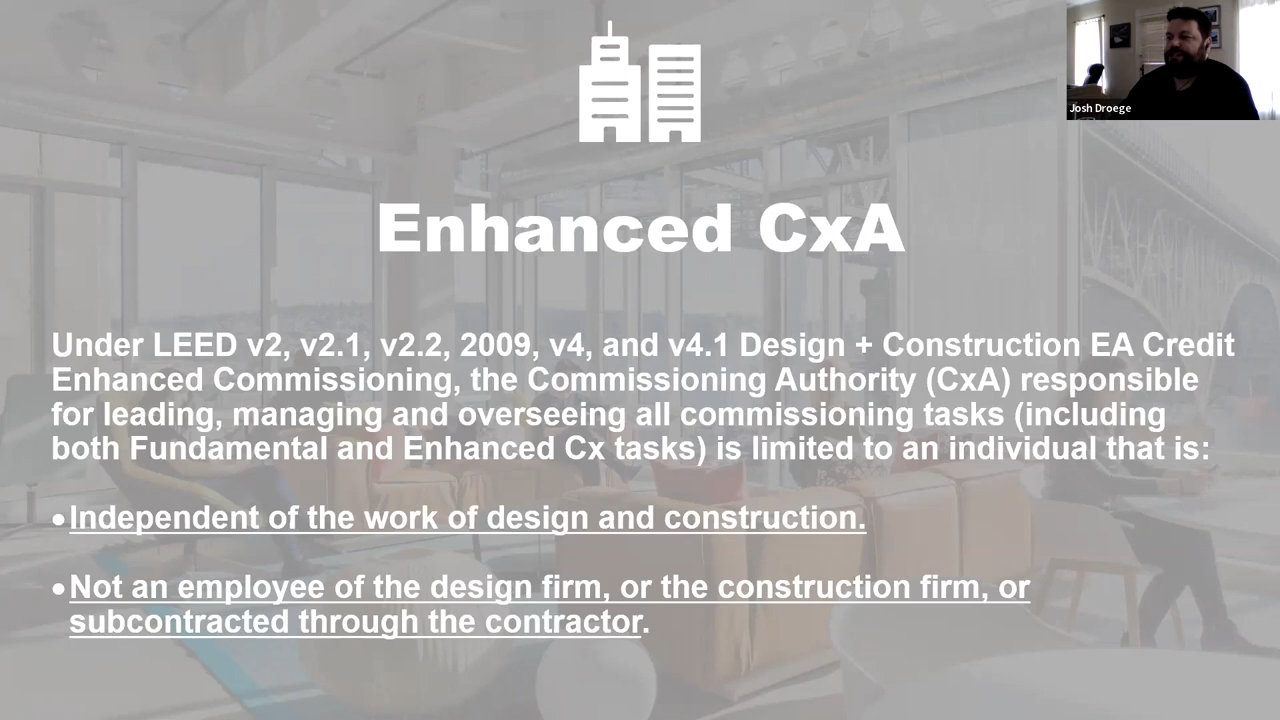 Josh Droege
Enhanced CxA
Under LEED v2, v2.1, v2.2, 2009, v4, and v4.1 Design + Construction EA Credit
Enhanced Commissioning, the Commissioning Authority (CxA) responsible
for leading, managing and overseeing all commissioning tasks (including
both Fundamental and Enhanced Cx tasks) is limited to an individual that is:
•Independent of the work of design and construction.
•Not an employee of the design firm, or the construction firm, or
subcontracted through the contractor.